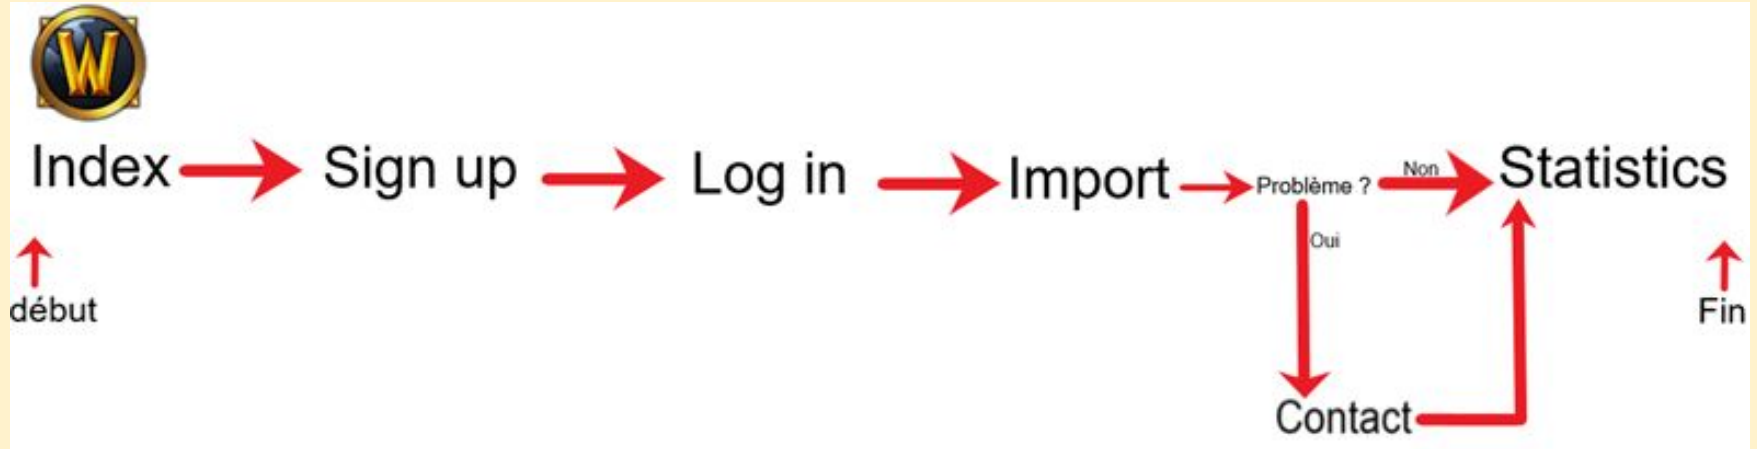 W
Index
Sign up
Log in
Import
Problème ?
Non
Statistics
Oui
début
Fin
Contact